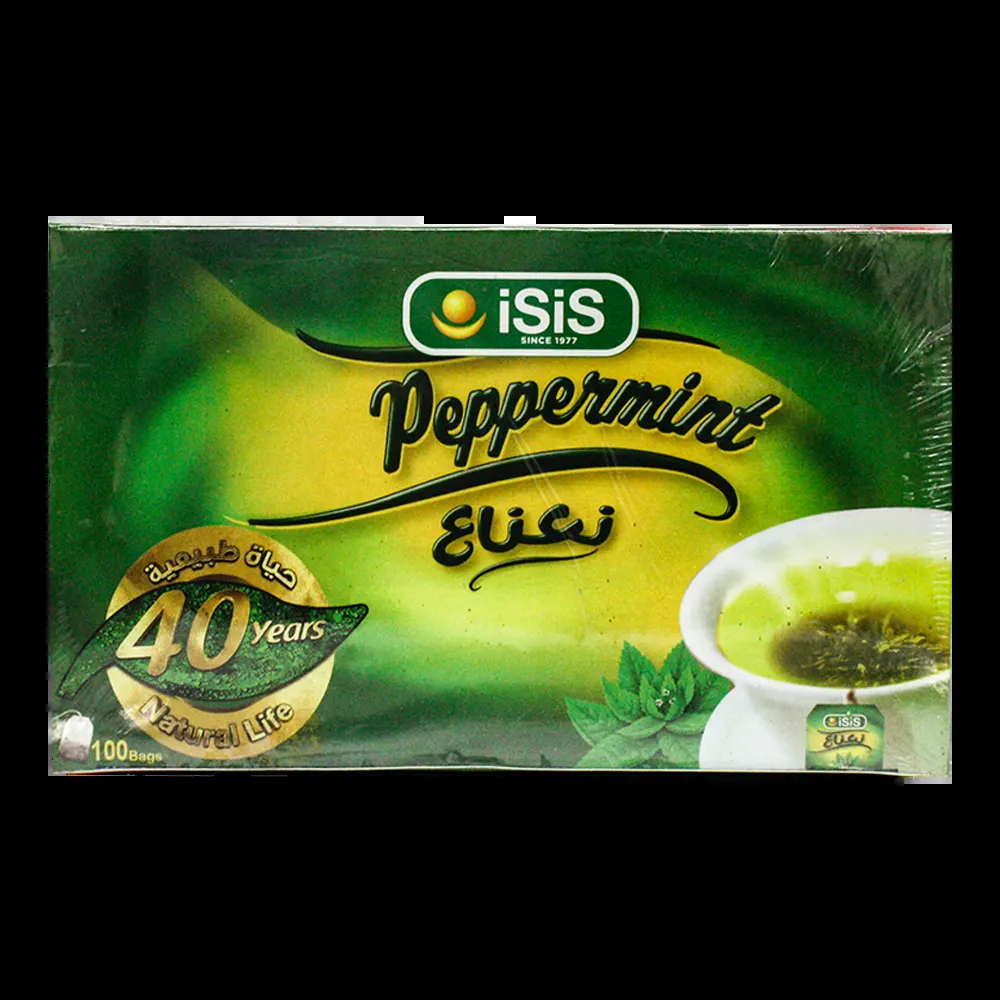 iSiS
SINCE 1977
Peppermint
نعناع
حياة طبيعية
40 Years
Natural Life
100 Bags
iSiS
نعناع